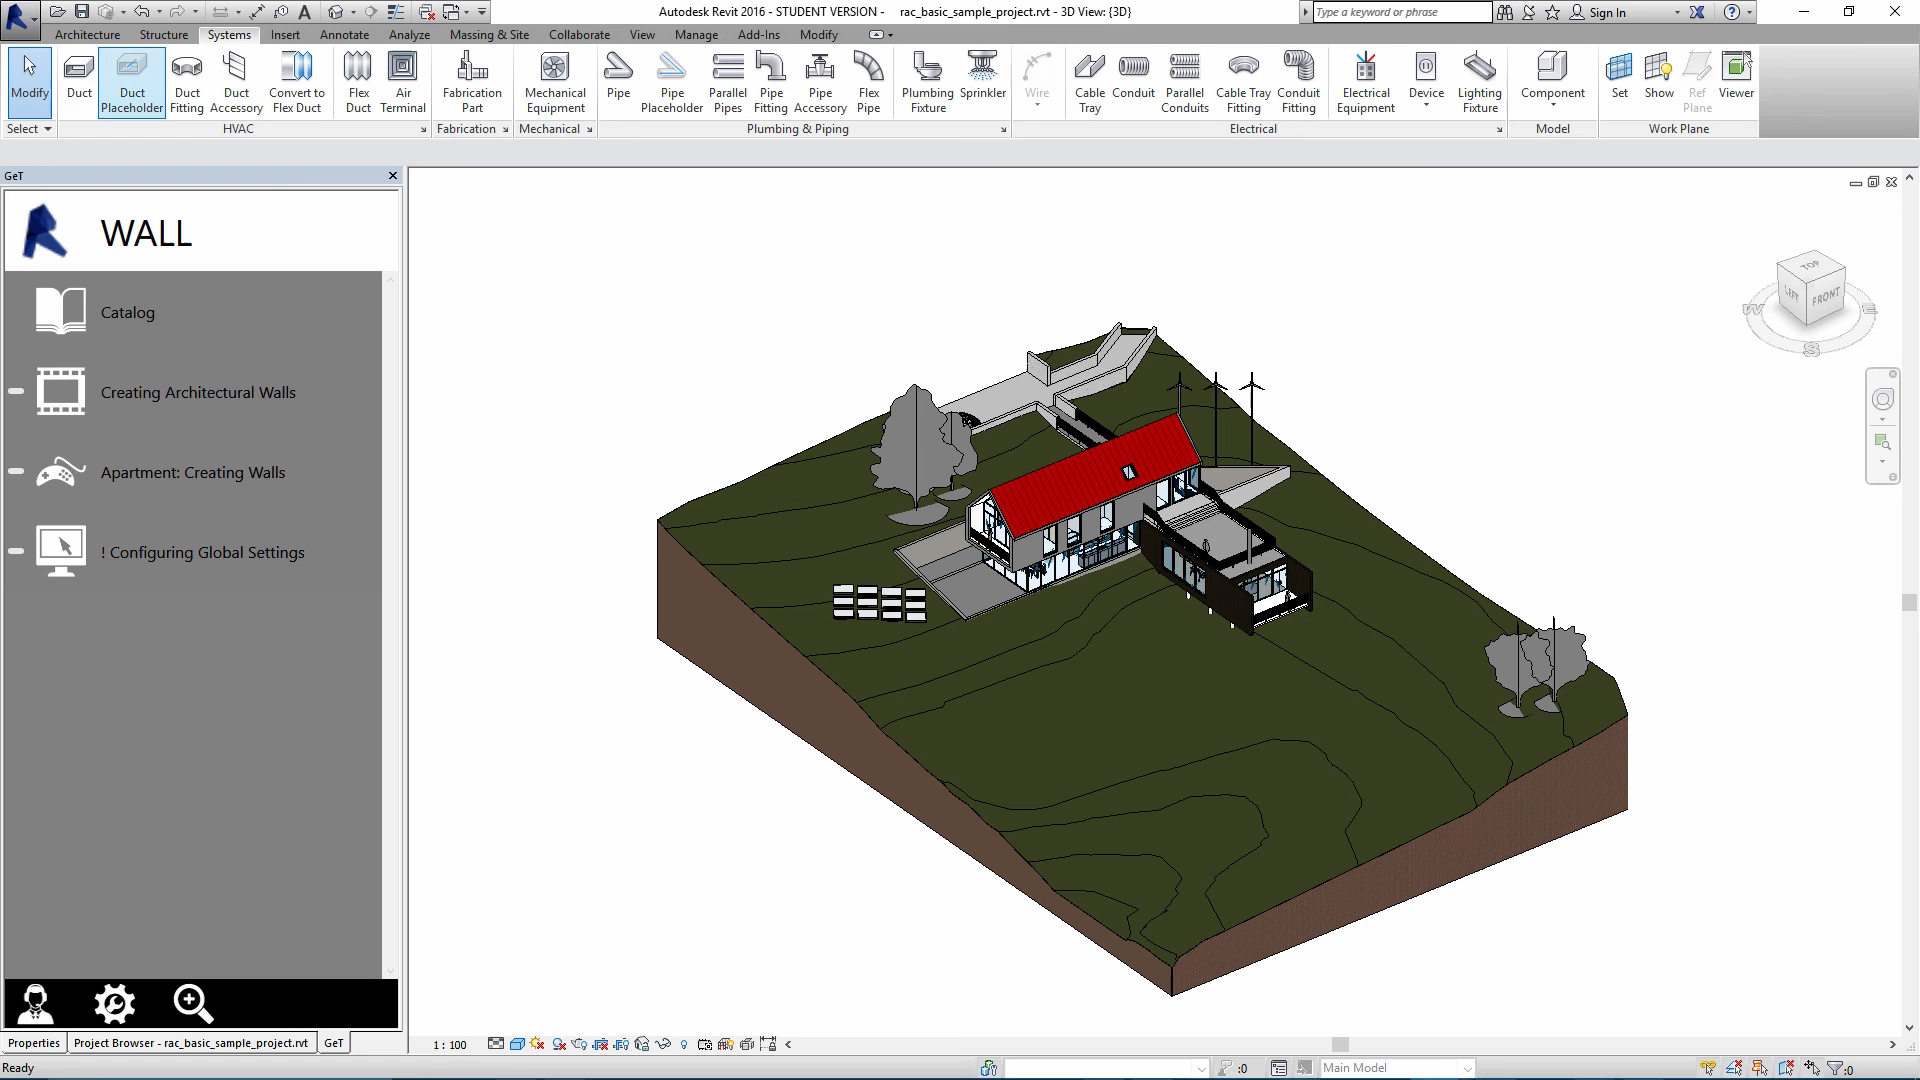 Autodesk Revit 2016 - STUDENT VERSION - rac_basic_sample_project.rvt - 3D View: {3D}
Type a keyword or phrase
Sign In
Architecture Structure Systems Insert Annotate Analyze Massing & Site Collaborate View Manage Add-Ins Modify
Modify
Duct
Duct Placeholder
Duct Fitting
Duct Accessory
Convert to Flex Duct
Flex Duct
Air Terminal
Fabrication Part
Mechanical Equipment
Pipe
Pipe Placeholder
Parallel Pipes
Pipe Fitting
Pipe Accessory
Flex Pipe
Plumbing Fixture
Sprinkler
Wire
Cable Tray
Conduit
Parallel Conduits
Cable Tray Fitting
Conduit Fitting
Electrical Equipment
Device
Lighting Fixture
Component
Set
Show
Ref Plane
Viewer
Select HVAC Fabrication Mechanical Plumbing & Piping Electrical Model Work Plane
GeT
WALL
Catalog
Creating Architectural Walls
Apartment: Creating Walls
! Configuring Global Settings
TOP
LEFT
FRONT
W
E
S
Properties Project Browser - rac_basic_sample_project.rvt GeT
1 : 100
Ready
:0
Main Model
:0